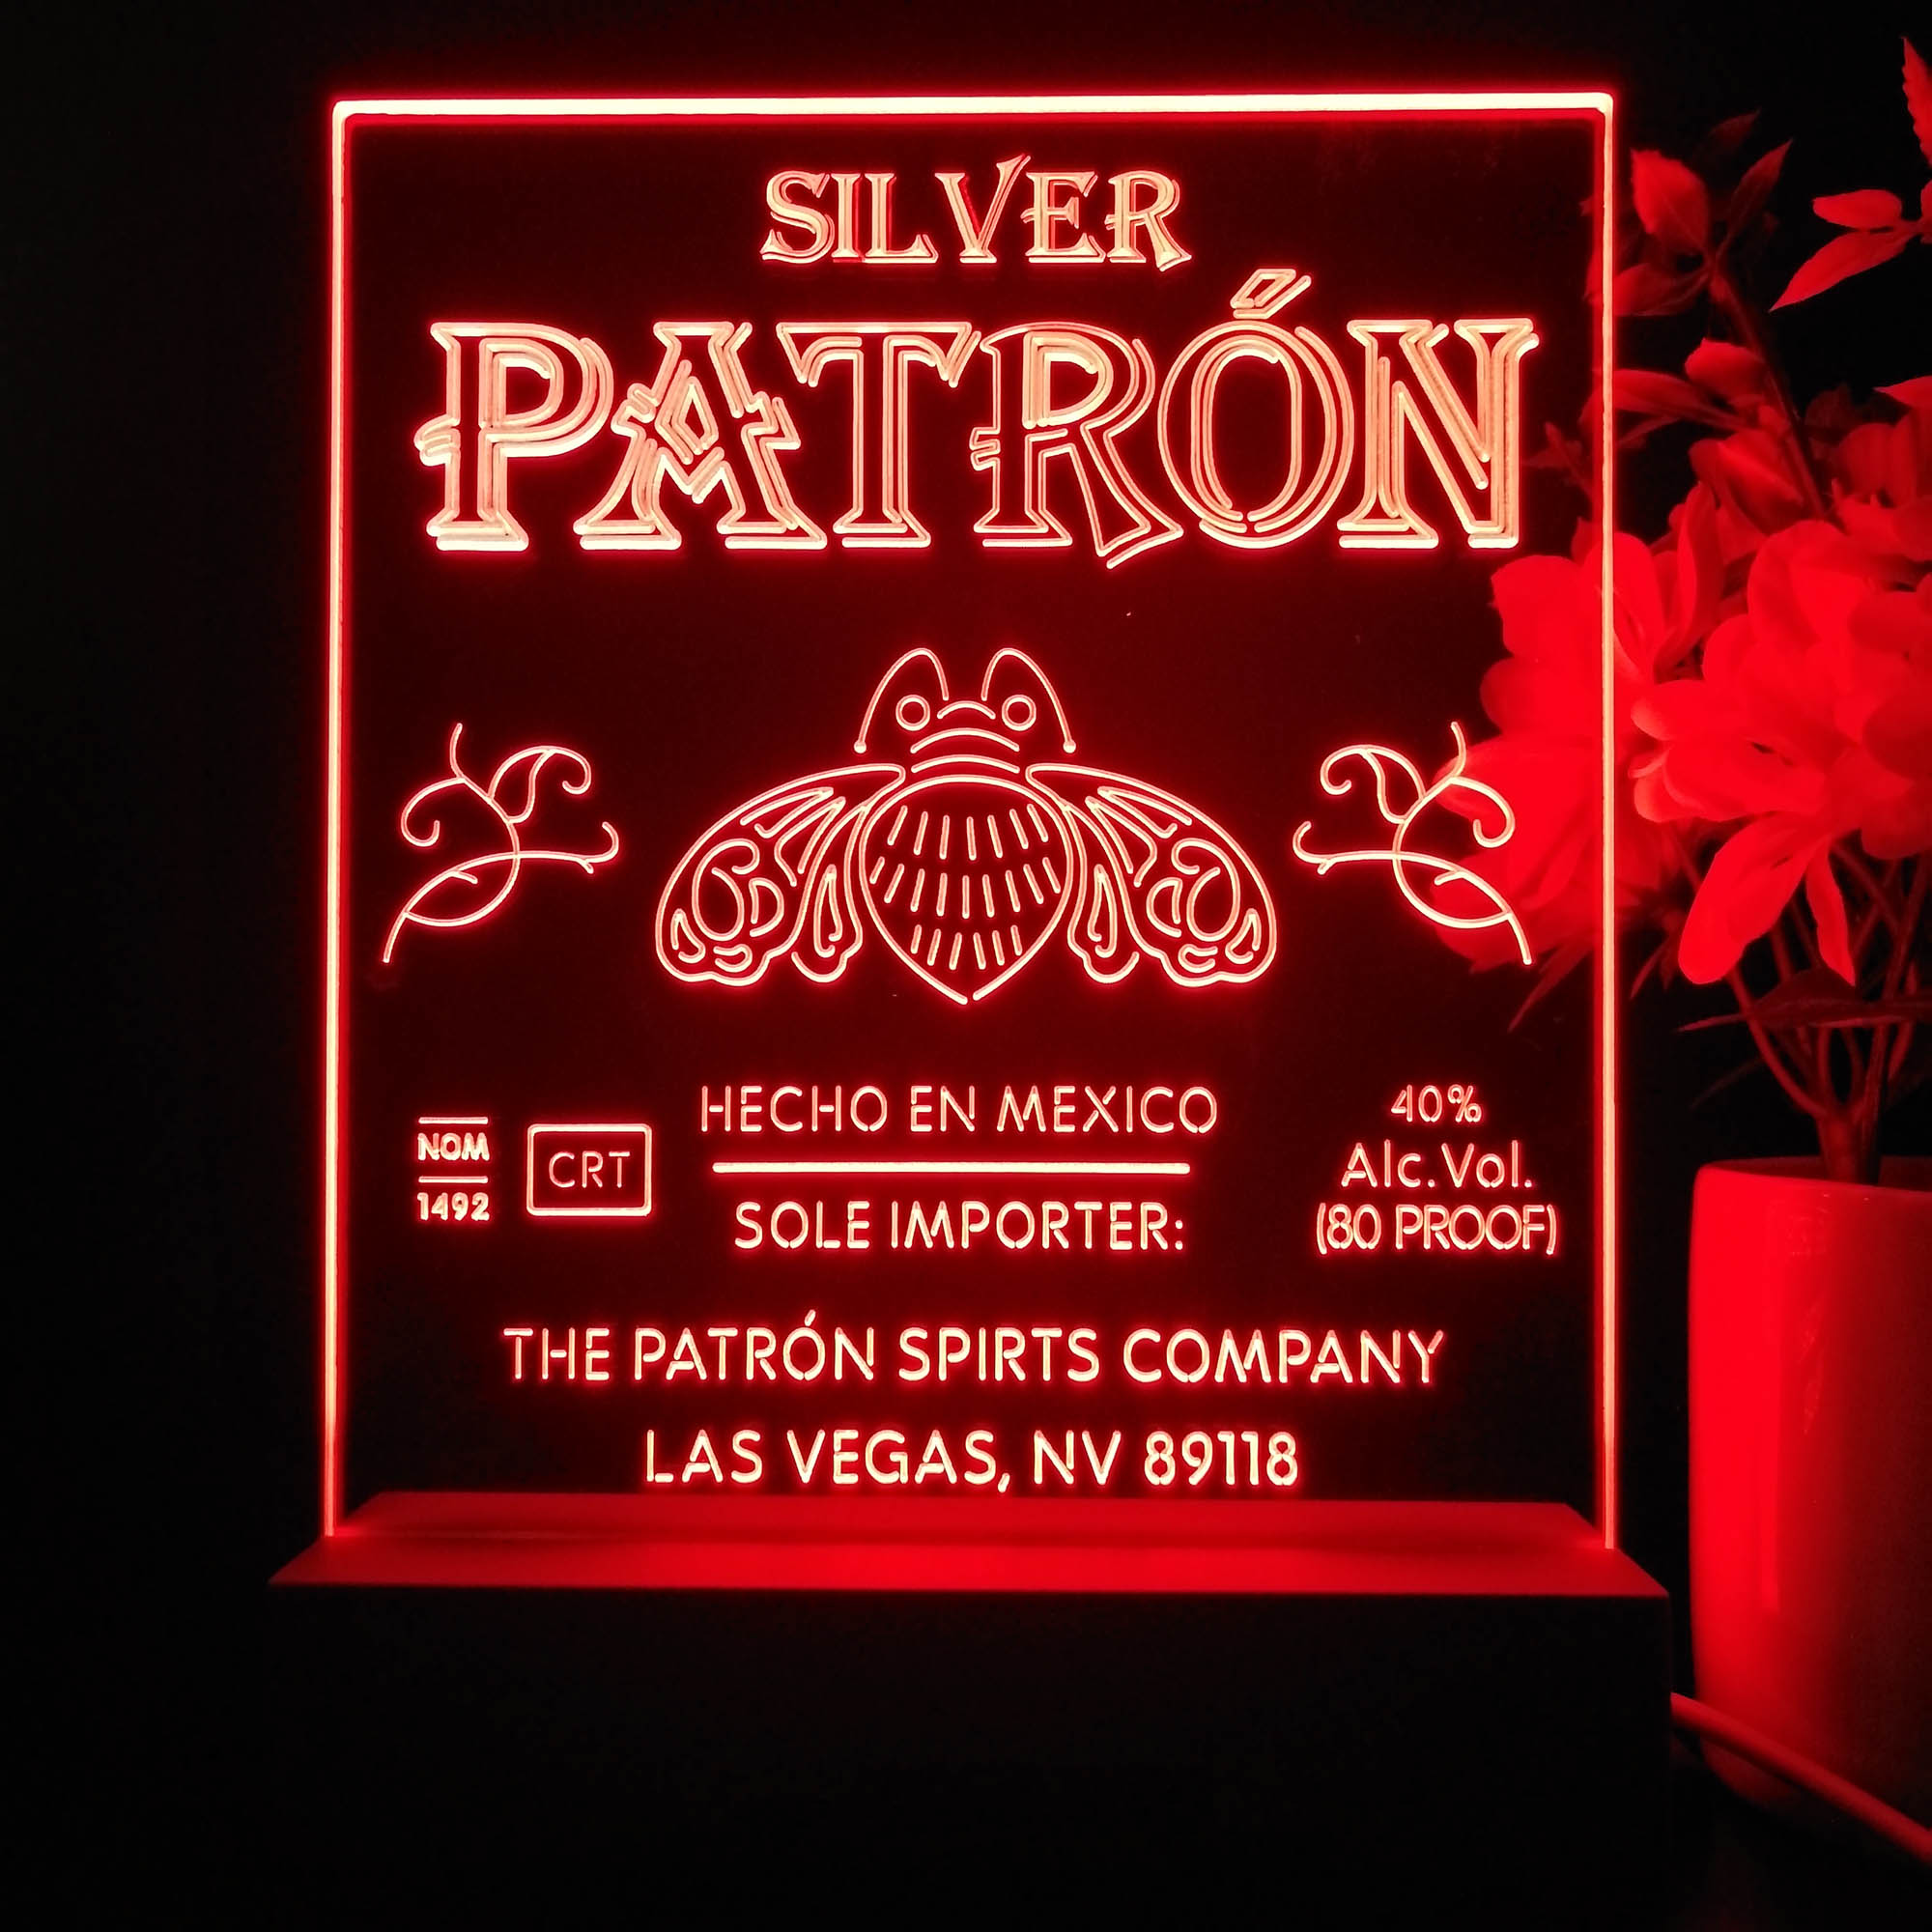 SILVER
PATRÓN
HECHO EN MEXICO
NOM
1492
CRT
SOLE IMPORTER:
40%
Alc.Vol.
(80 PROOF)
THE PATRÓN SPIRTS COMPANY
LAS VEGAS, NV 89118